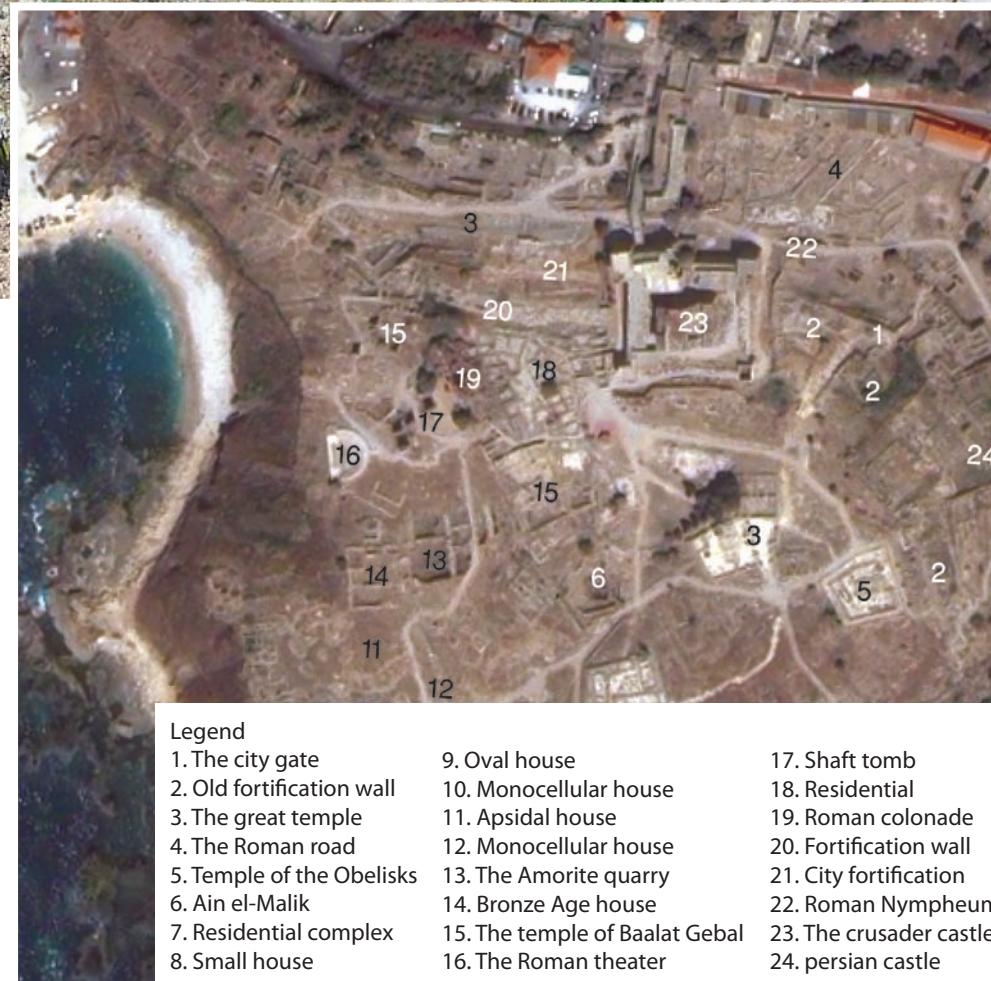 4
3
22
21
20
15
23
2
1
18
19
2
17
16
24
15
3
13
14
6
2
5
11
12
Legend
1. The city gate
2. Old fortification wall
3. The great temple
4. The Roman road
5. Temple of the Obelisks
6. Ain el-Malik
7. Residential complex
8. Small house
9. Oval house
10. Monocellular house
11. Apsidal house
12. Monocellular house
13. The Amorite quarry
14. Bronze Age house
15. The temple of Baalat Gebal
16. The Roman theater
17. Shaft tomb
18. Residential
19. Roman colonade
20. Fortification wall
21. City fortification
22. Roman Nympheum
23. The crusader castle
24. persian castle